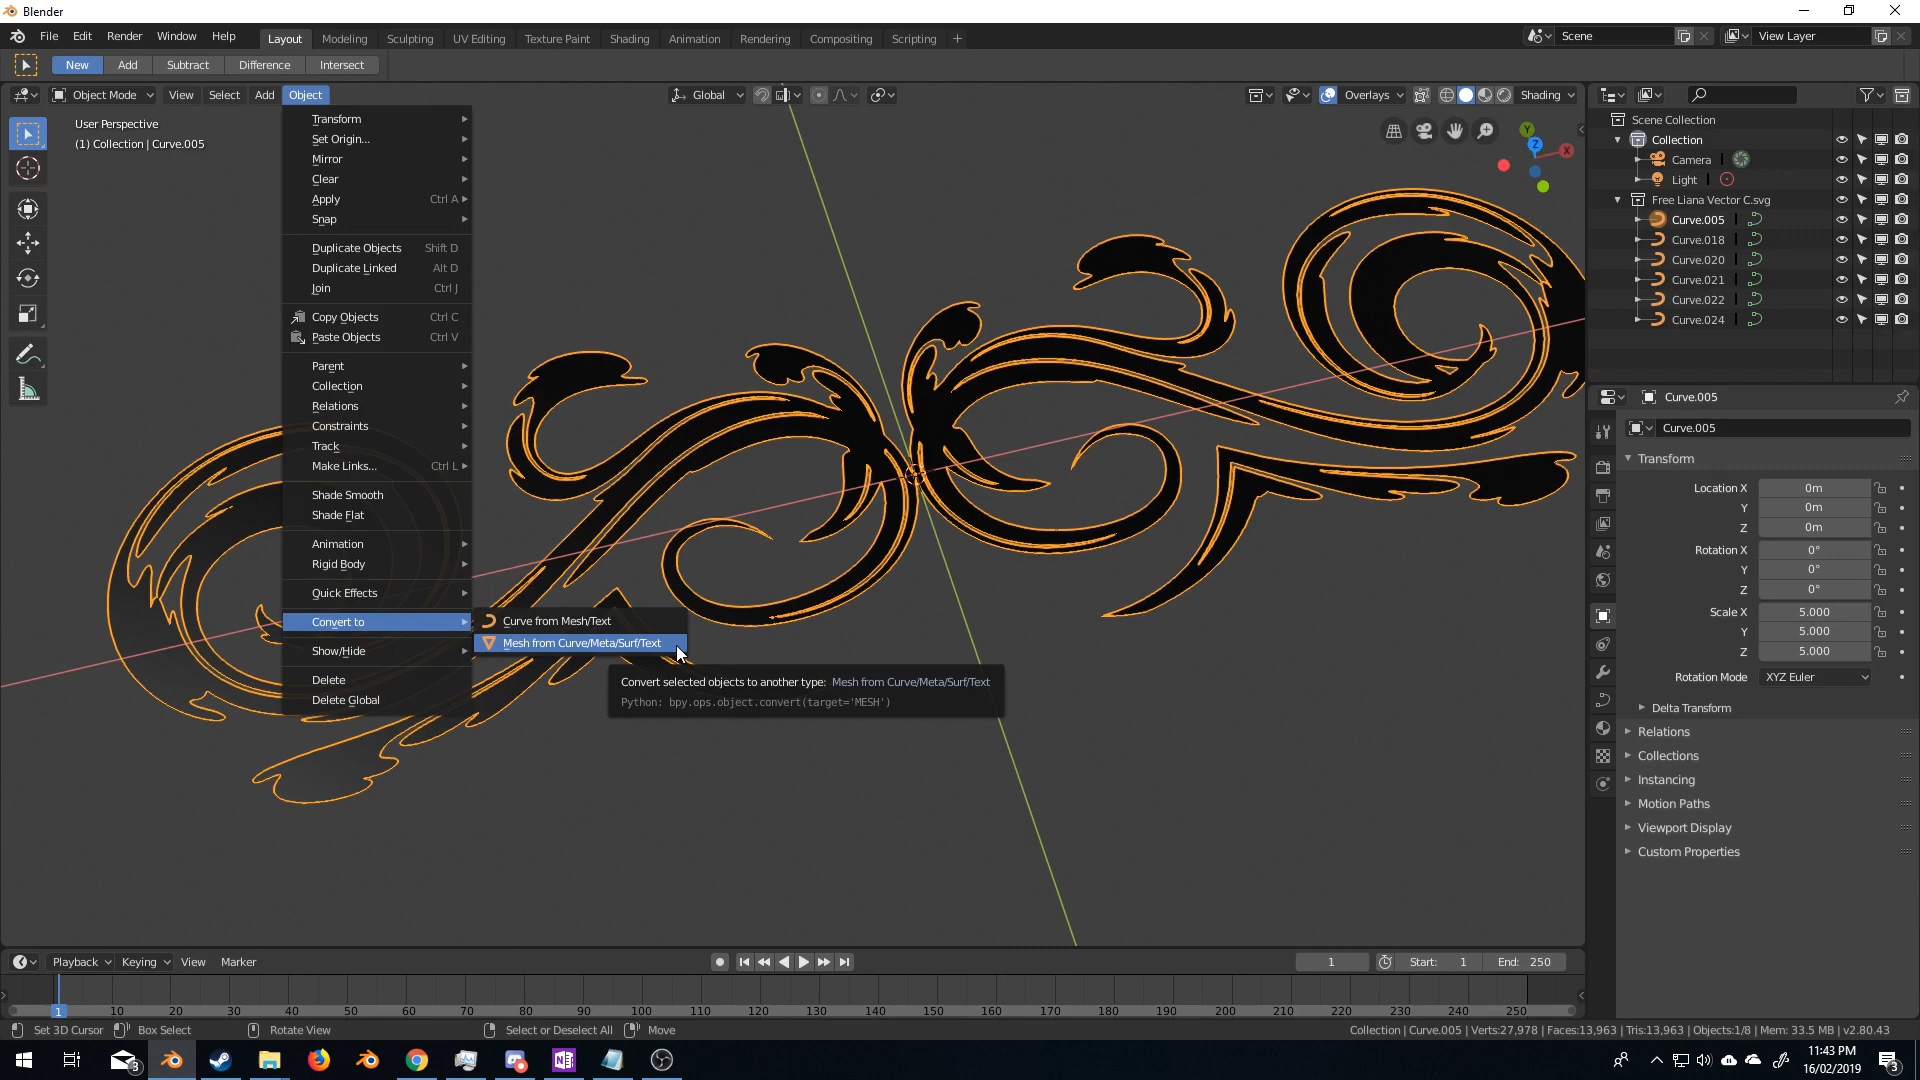 Blender
File Edit Render Window Help
Layout Modeling Sculpting UV Editing Texture Paint Shading Animation Rendering Compositing Scripting +
Scene
View Layer
New Add Subtract Difference Intersect
Object Mode View Select Add Object
Global
Overlays Shading
User Perspective
(1) Collection | Curve.005
Transform
Set Origin...
Mirror
Clear
Apply Ctrl A
Snap
Duplicate Objects Shift D
Duplicate Linked Alt D
Join Ctrl J
Copy Objects Ctrl C
Paste Objects Ctrl V
Parent
Collection
Relations
Constraints
Track
Make Links... Ctrl L
Shade Smooth
Shade Flat
Animation
Rigid Body
Quick Effects
Convert to
Show/Hide
Delete
Delete Global
Curve from Mesh/Text
Mesh from Curve/Meta/Surf/Text
Convert selected objects to another type: Mesh from Curve/Meta/Surf/Text
Python: bpy.ops.object.convert(target='MESH')
Y
Z
X
Scene Collection
Collection
Camera
Light
Free Liana Vector C.svg
Curve.005
Curve.018
Curve.020
Curve.021
Curve.022
Curve.024
Curve.005
Curve.005
Transform
Location X 0m
Y 0m
Z 0m
Rotation X 0°
Y 0°
Z 0°
Scale X 5.000
Y 5.000
Z 5.000
Rotation Mode XYZ Euler
Delta Transform
Relations
Collections
Instancing
Motion Paths
Viewport Display
Custom Properties
Playback Keying View Marker
1 Start: 1 End: 250
1 10 20 30 40 50 60 70 80 90 100 110 120 130 140 150 160 170 180 190 200 210 220 230 240 250
Set 3D Cursor Box Select Rotate View Select or Deselect All Move
Collection | Curve.005 | Verts:27,978 | Faces:13,963 | Tris:13,963 | Objects:1/8 | Mem: 33.5 MB | v2.80.43
3
11:43 PM
16/02/2019
3